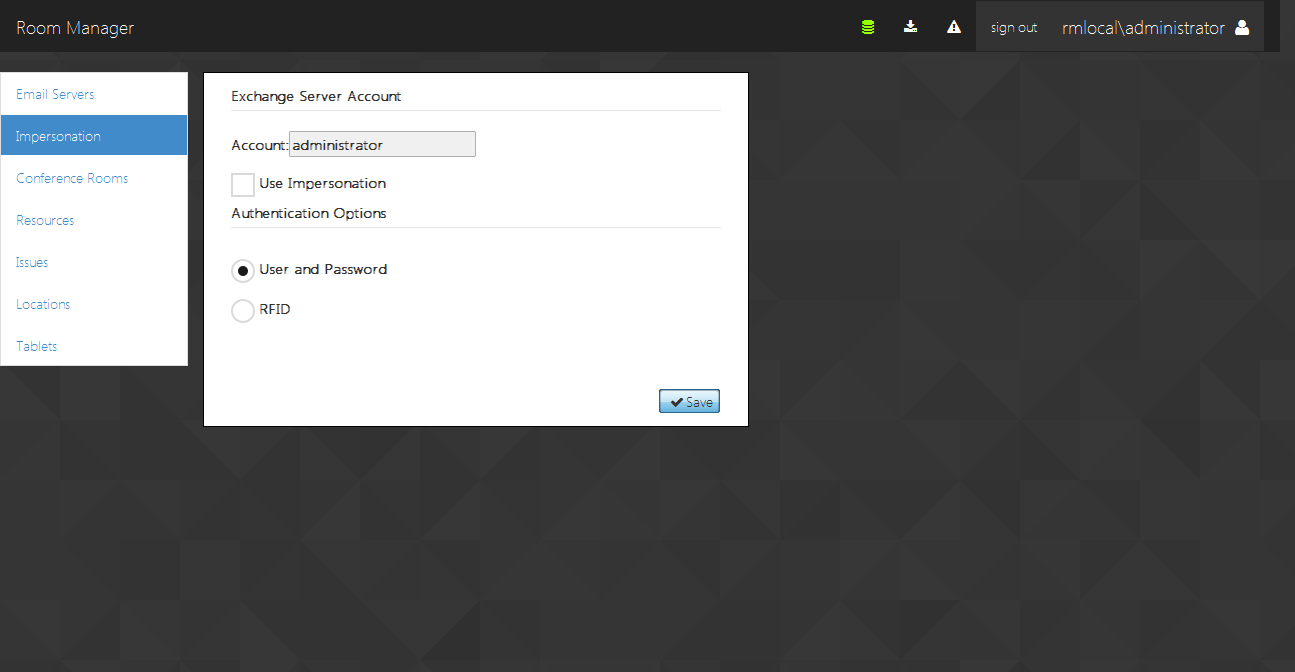 Room Manager
sign out
rmlocal\administrator
Email Servers
Impersonation
Conference Rooms
Resources
Issues
Locations
Tablets
Exchange Server Account
Account: administrator
Use Impersonation
Authentication Options
User and Password
RFID
Save